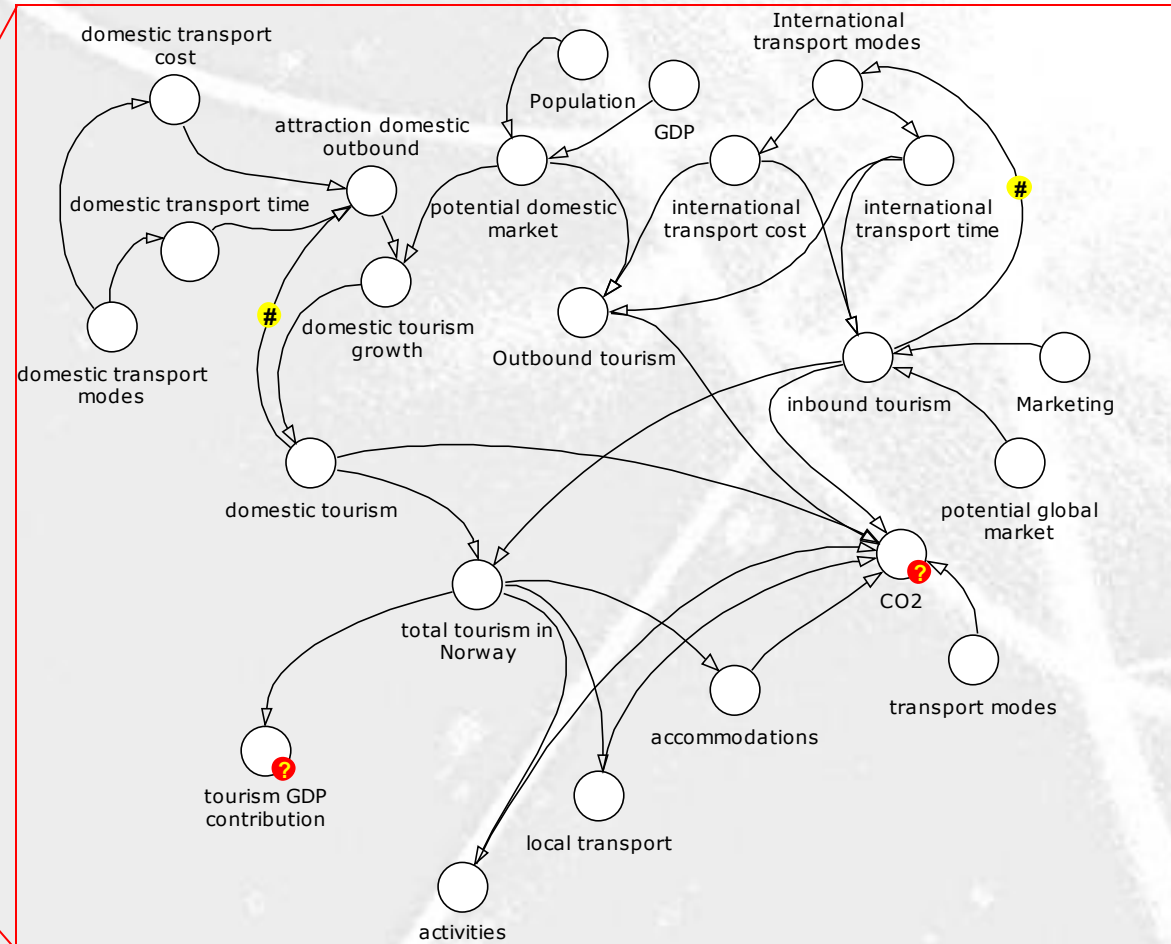 International
transport modes
domestic transport
cost
Population
GDP
attraction domestic
outbound
#
domestic transport time
potential domestic
market
international
transport cost
international
transport time
#
domestic tourism
growth
Outbound tourism
domestic transport
modes
inbound tourism
Marketing
domestic tourism
potential global
market
?
CO2
total tourism in
Norway
transport modes
accommodations
?
tourism GDP
contribution
local transport
activities